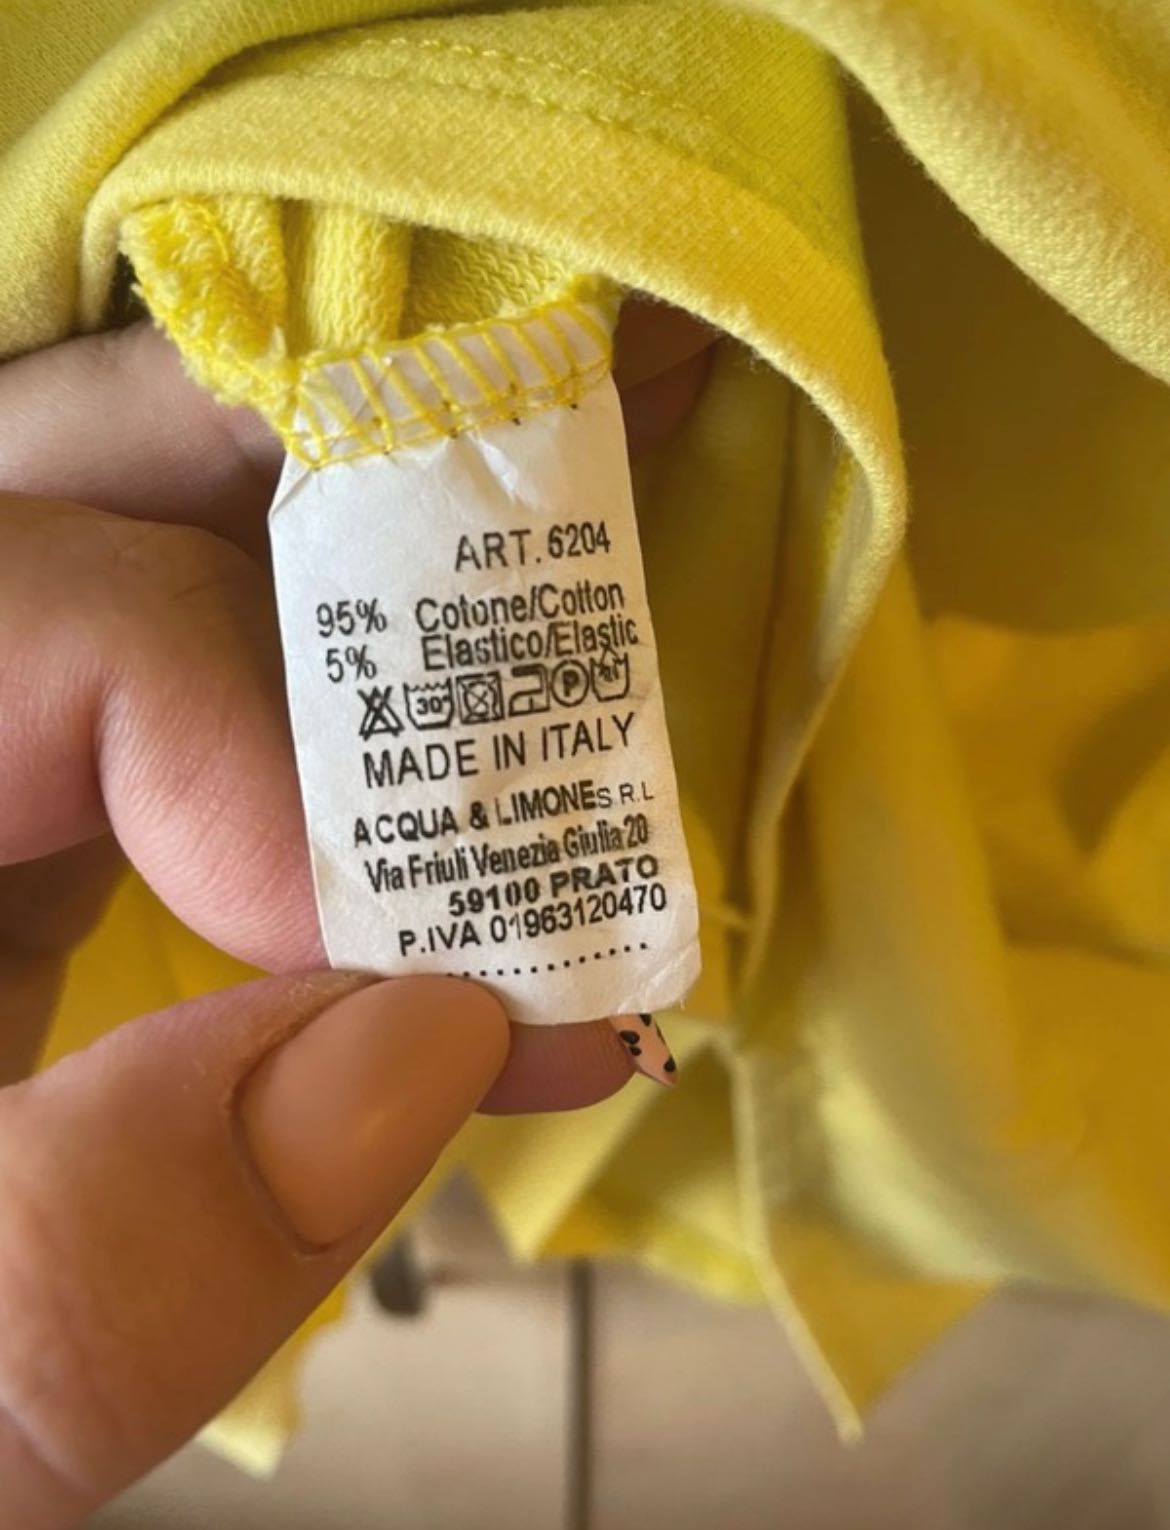 ART. 6204
95% Cotone/Cotton
5% Elastico/Elastic
30° P
MADE IN ITALY
ACQUA & LIMONE S.R.L
Via Friuli Venezia Giulia 20
59100 PRATO
P.IVA 01963120470
.............